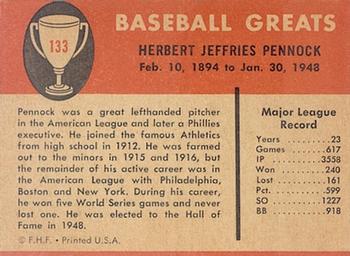 BASEBALL GREATS
133
HERBERT JEFFRIES PENNOCK
Feb. 10, 1894 to Jan. 30, 1948
Pennock was a great lefthanded pitcher
in the American League and later a Phillies
executive. He joined the famous Athletics
from high school in 1912. He was farmed
out to the minors in 1915 and 1916, but
the remainder of his active career was in
the American League with Philadelphia,
Boston and New York. During his career,
he won five World Series games and never
lost one. He was elected to the Hall of
Fame in 1948.
© F.H.F. • Printed U.S.A.
Major League
Record
Years .23
Games .617
IP 3558
Won .240
Lost .161
Pct. .599
SO 1227
BB .918